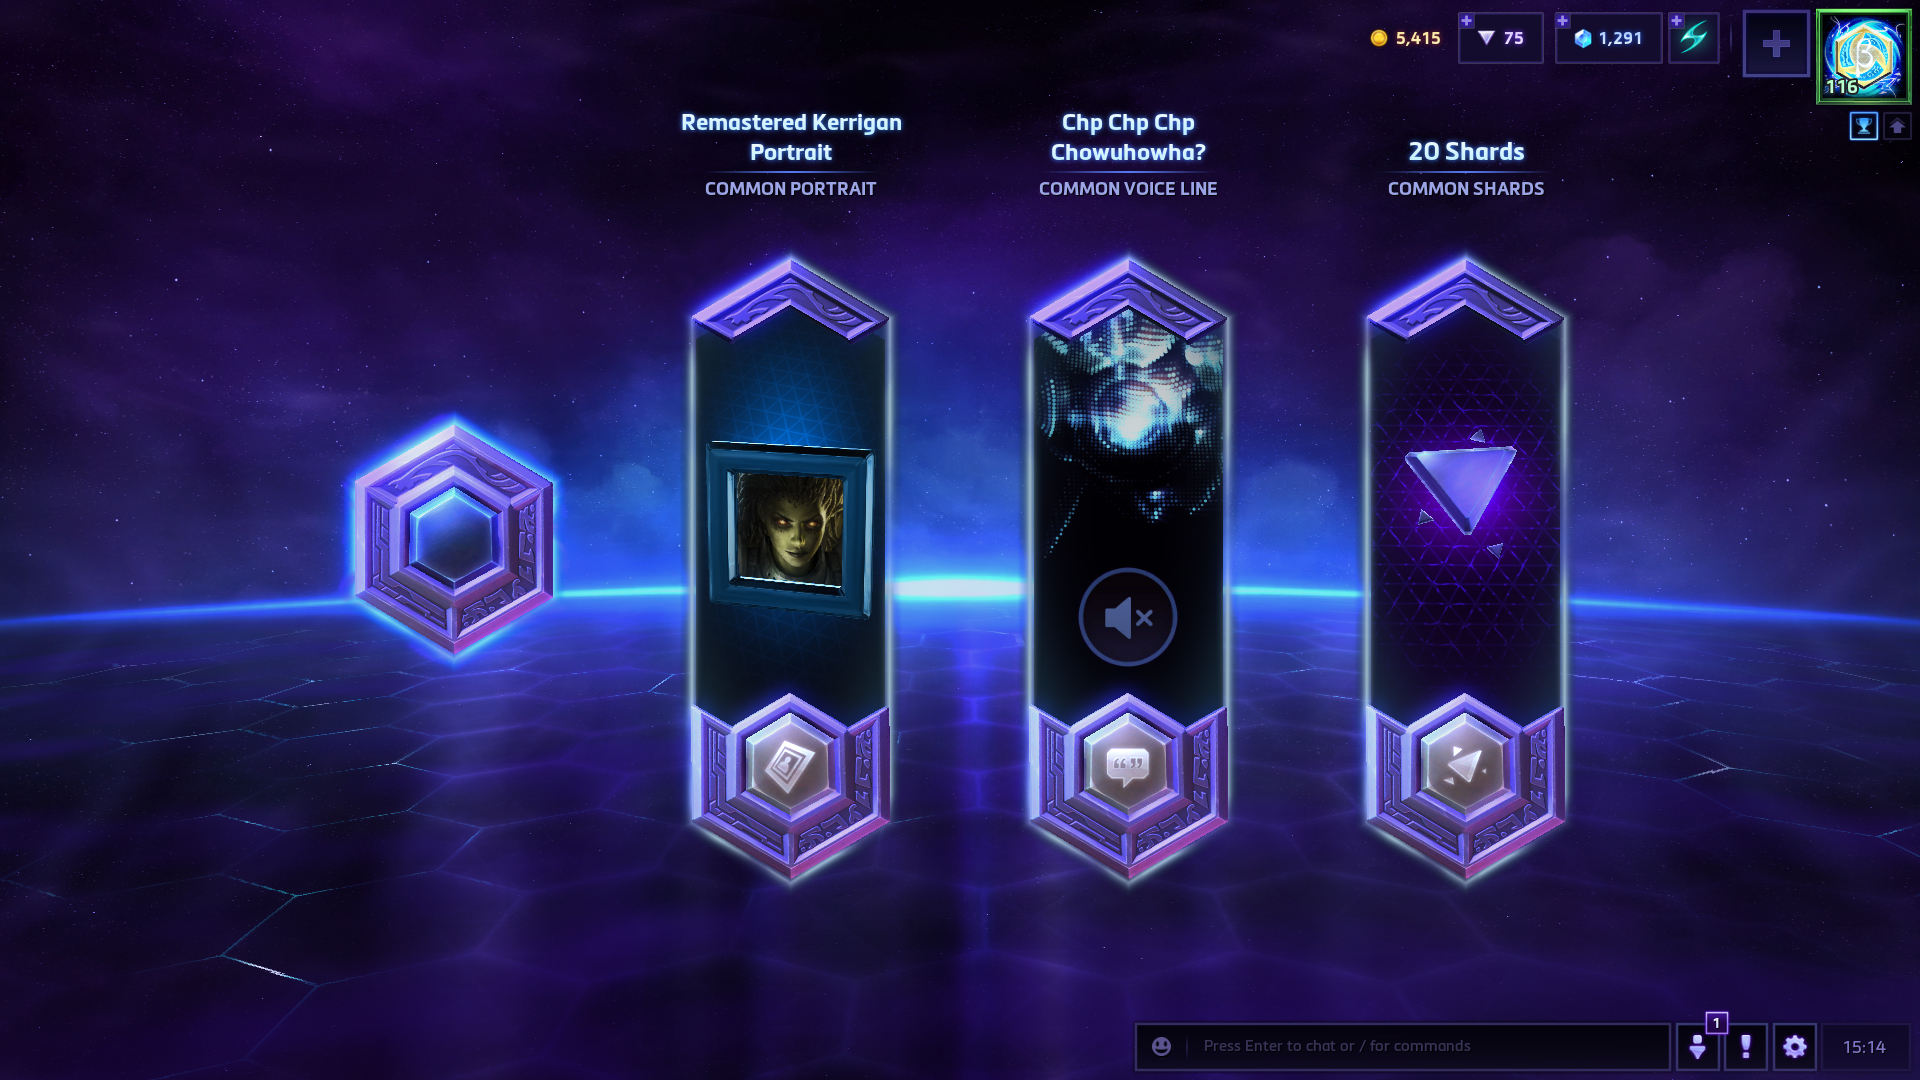 5,415
75
1,291
116
Remastered Kerrigan
Portrait
COMMON PORTRAIT
Chp Chp Chp
Chowuhowha?
COMMON VOICE LINE
20 Shards
COMMON SHARDS
Press Enter to chat or / for commands
1
15:14